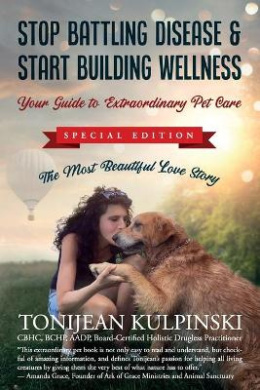 STOP BATTLING DISEASE &
START BUILDING WELLNESS
Your Guide to Extraordinary Pet Care
SPECIAL EDITION
The Most Beautiful Love Story
TONIJEAN KULPINSKI
CBHC, BCHP, AADP, Board-Certified Holistic Drugless Practitioner
"This extraordinary pet book is not only easy to read and understand, but chock-
ful of amazing information, and defines Tonijean's passion for helping all living
creatures by giving them the very best of what nature has to offer."
— Amanda Grace, Founder of Ark of Grace Ministries and Animal Sanctuary